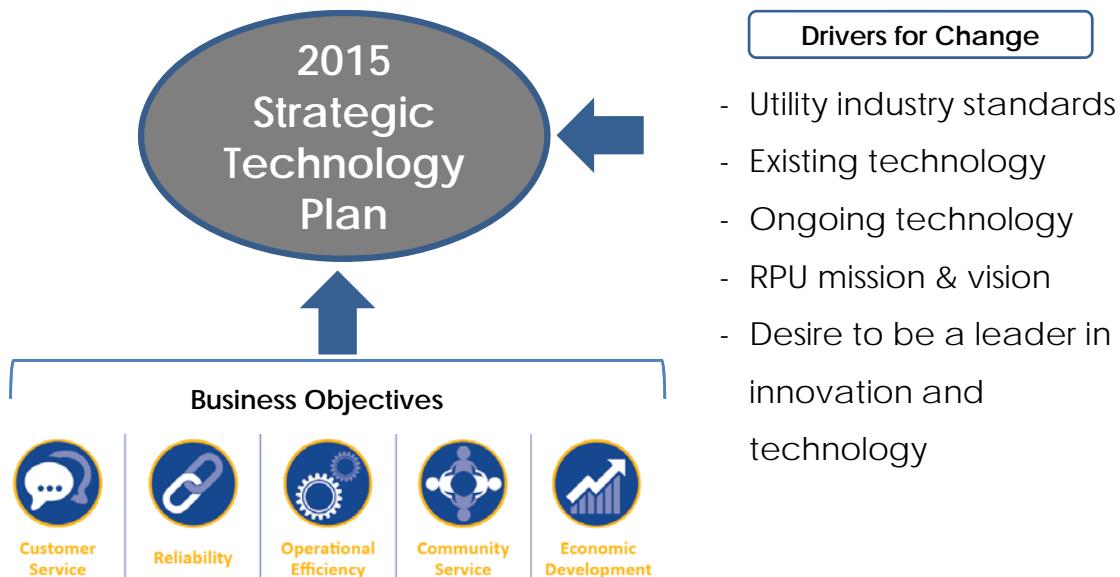 2015
Strategic
Technology
Plan
Drivers for Change
- Utility industry standards
- Existing technology
- Ongoing technology
- RPU mission & vision
- Desire to be a leader in
innovation and
technology
Business Objectives
Customer
Service
Reliability
Operational
Efficiency
Community
Service
Economic
Development